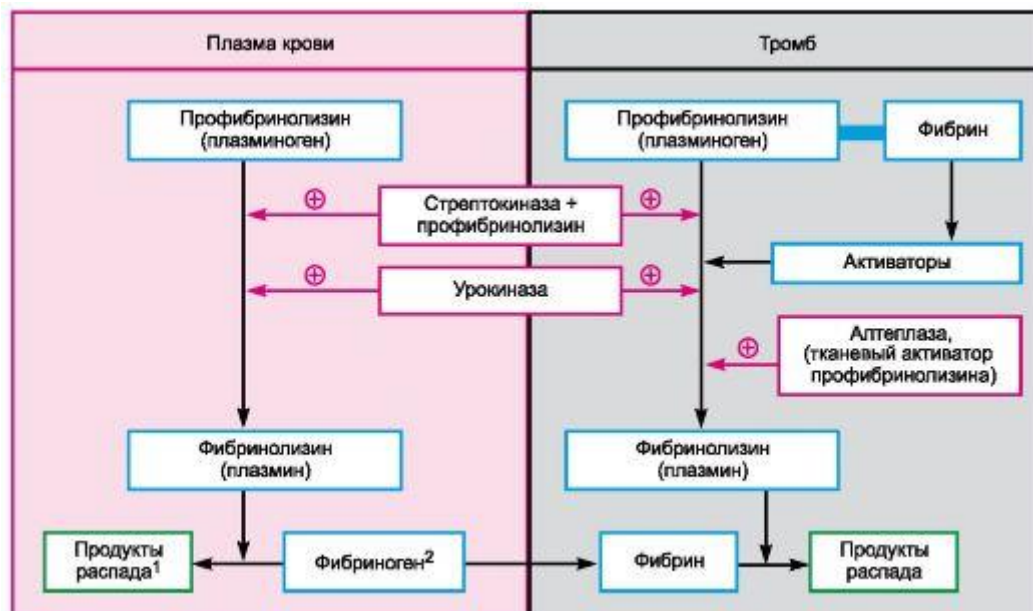 Плазма крови
Тромб
Профибринолизин
(плазминоген)
Профибринолизин
(плазминоген)
Фибрин
Стрептокиназа +
профибринолизин
Активаторы
Урокиназа
Алтеплаза,
(тканевый активатор
профибринолизина)
Фибринолизин
(плазмин)
Фибринолизин
(плазмин)
Продукты
распада¹
Фибриноген²
Фибрин
Продукты
распада